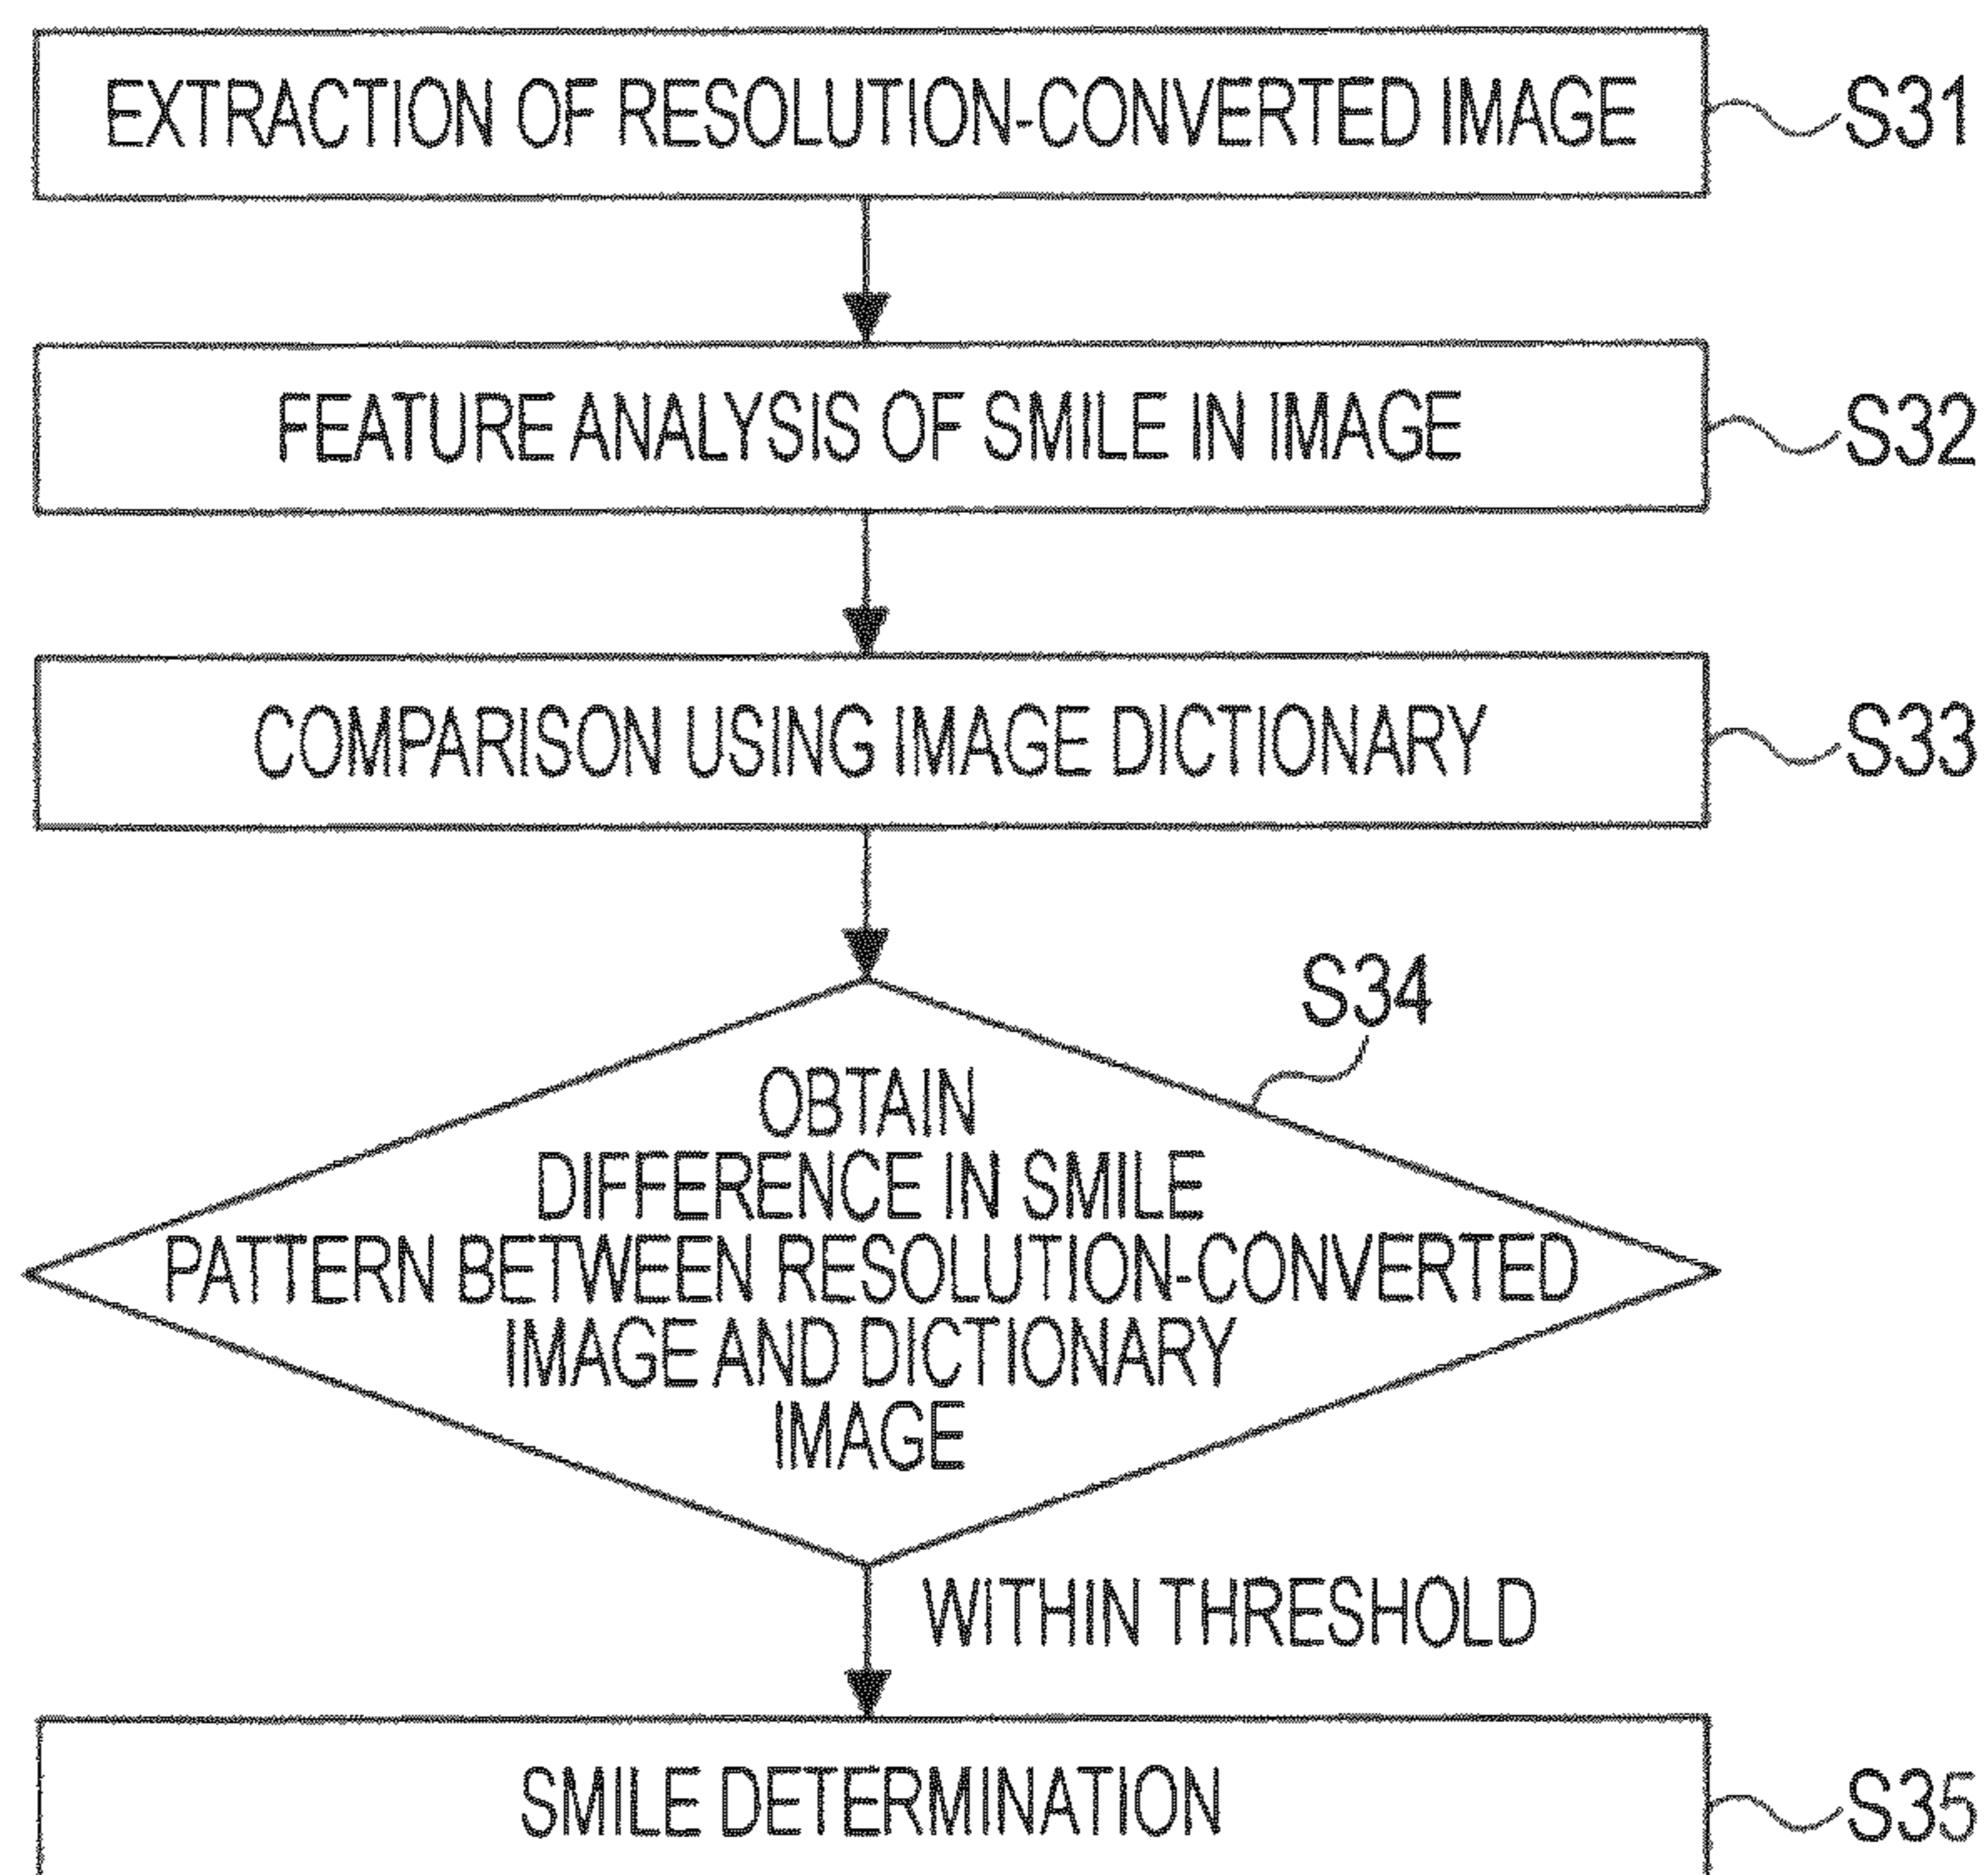 EXTRACTION OF RESOLUTION-CONVERTED IMAGE
S31
FEATURE ANALYSIS OF SMILE IN IMAGE
S32
COMPARISON USING IMAGE DICTIONARY
S33
S34
OBTAIN
DIFFERENCE IN SMILE
PATTERN BETWEEN RESOLUTION-CONVERTED
IMAGE AND DICTIONARY
IMAGE
WITHIN THRESHOLD
SMILE DETERMINATION
S35